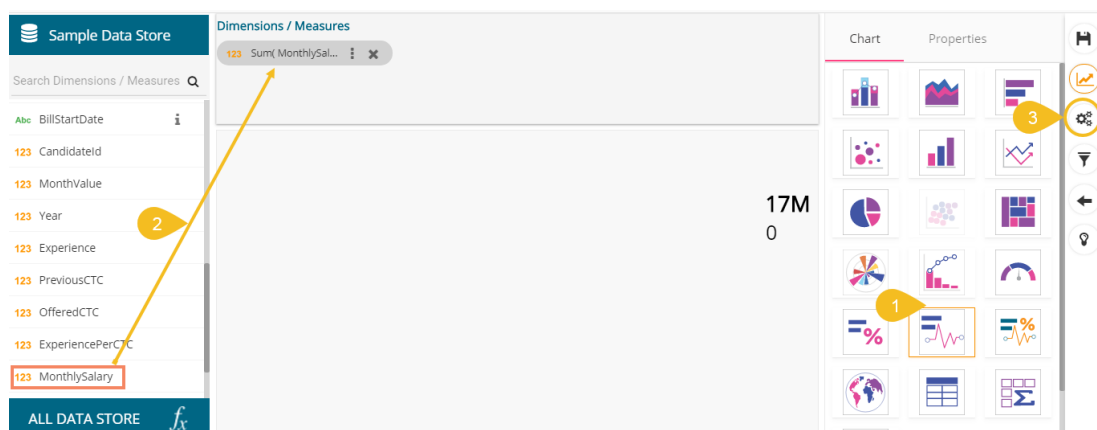 Sample Data Store
Search Dimensions / Measures
Abc BillStartDate i
123 CandidateId
123 MonthValue
123 Year
123 Experience
123 PreviousCTC
123 OfferedCTC
123 ExperiencePerCTC
123 MonthlySalary
ALL DATA STORE fx
Dimensions / Measures
123 Sum( MonthlySal...
2
17M
0
Chart Properties
3
1
%
%